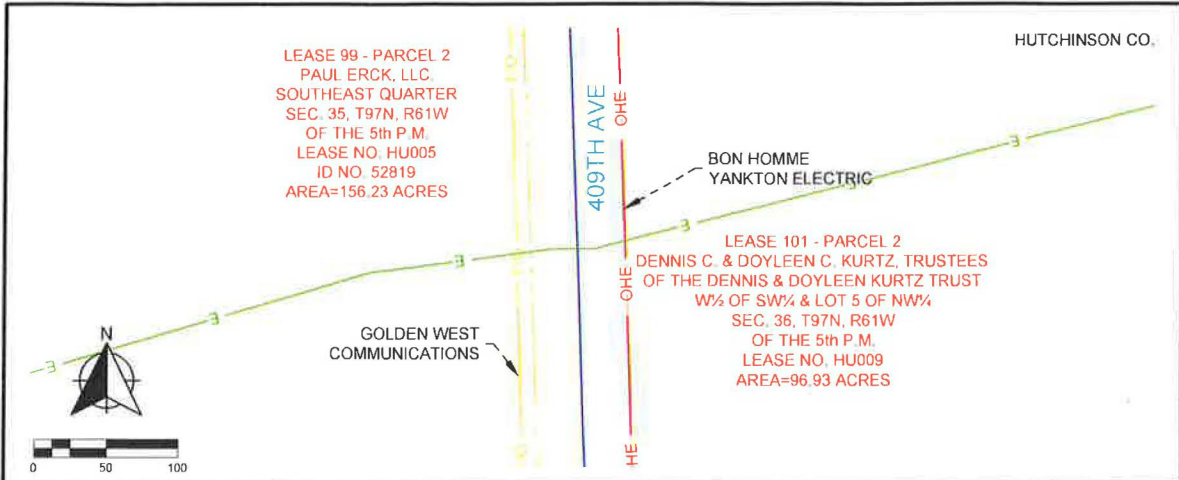 HUTCHINSON CO.
LEASE 99 - PARCEL 2
PAUL ERCK, LLC.
SOUTHEAST QUARTER
SEC. 35, T97N, R61W
OF THE 5th P.M.
LEASE NO. HU005
ID NO. 52819
AREA=156.23 ACRES
409TH AVE
OHE
BON HOMME
YANKTON ELECTRIC
E
E
E
E
E
E
LEASE 101 - PARCEL 2
DENNIS C. & DOYLEEN C. KURTZ, TRUSTEES
OF THE DENNIS & DOYLEEN KURTZ TRUST
W½ OF SW¼ & LOT 5 OF NW¼
SEC. 36, T97N, R61W
OF THE 5th P.M.
LEASE NO. HU009
AREA=96.93 ACRES
OHE
HE
GOLDEN WEST
COMMUNICATIONS
N
0 50 100